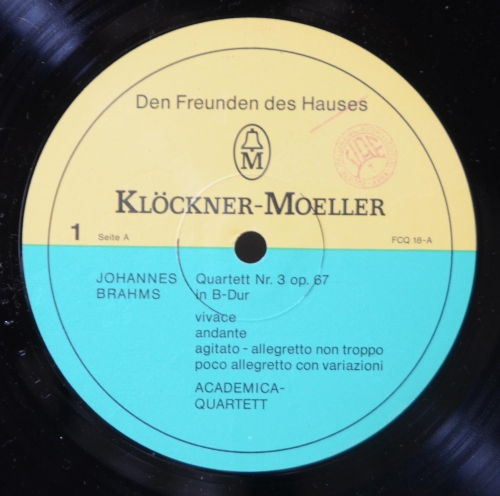 Den Freunden des Hauses
M
KLÖCKNER-MOELLER
1 Seite A FCQ 18-A
JOHANNES BRAHMS
Quartett Nr. 3 op. 67
in B-Dur
vivace
andante
agitato - allegretto non troppo
poco allegretto con variazioni
ACADEMICA-
QUARTETT